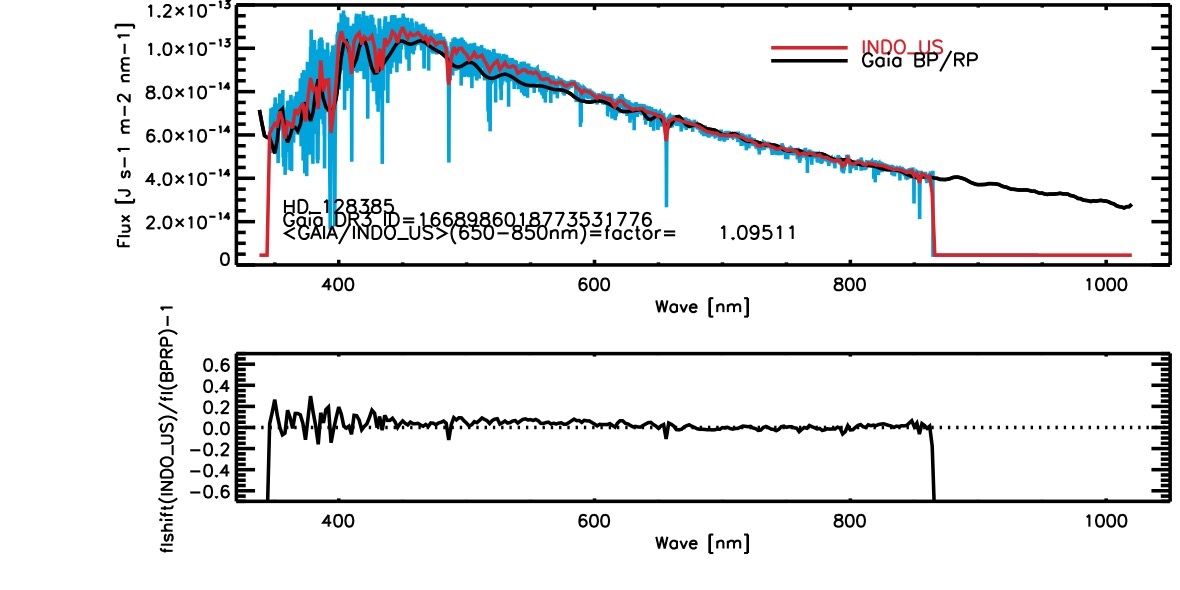 1.2×10⁻¹³
1.0×10⁻¹³
8.0×10⁻¹⁴
6.0×10⁻¹⁴
4.0×10⁻¹⁴
2.0×10⁻¹⁴
0
Flux [J s−1 m−2 nm−1]
INDO_US
Gaia BP/RP
HD_128385
Gaia DR3 ID=1668986018773531776
<GAIA/INDO_US>(650−850nm)=factor= 1.09511
400 600 800 1000
Wave [nm]
0.6
0.4
0.2
0.0
−0.2
−0.4
−0.6
flshift(INDO_US)/fl(BPRP)−1
400 600 800 1000
Wave [nm]